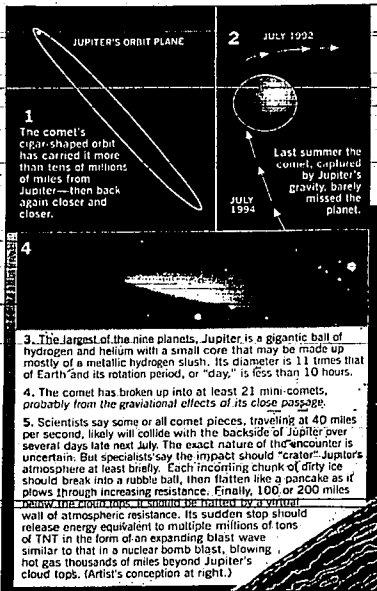 JUPITER'S ORBIT PLANE
1
The comet's
cigar-shaped orbit
has carried it more
than tens of millions
of miles from
Jupiter—then back
again closer and
closer.
2
JULY 1992
Last summer the
comet, captured
by Jupiter's
gravity, barely
missed the
planet.
JULY
1994
4
3. The largest of the nine planets, Jupiter is a gigantic ball of
hydrogen and helium with a small core that may be made up
mostly of a metallic hydrogen slush. Its diameter is 11 times that
of Earth and its rotation period, or "day," is less than 10 hours.
4. The comet has broken up into at least 21 mini-comets,
probably from the graviational effects of its close passage.
5. Scientists say some or all comet pieces, traveling at 40 miles
per second, likely will collide with the backside of Jupiter over
several days late next July. The exact nature of the encounter is
uncertain. But specialists say the impact should "crater" Jupiter's
atmosphere at least briefly. Each incoming chunk of dirty ice
should break into a rubble ball, then flatten like a pancake as it
plows through increasing resistance. Finally, 100 or 200 miles
below the cloud tops, it should be halted by a virtual
wall of atmospheric resistance. Its sudden stop should
release energy equivalent to multiple millions of tons
of TNT in the form of an expanding blast wave
similar to that in a nuclear bomb blast, blowing
hot gas thousands of miles beyond Jupiter's
cloud tops. (Artist's conception at right.)